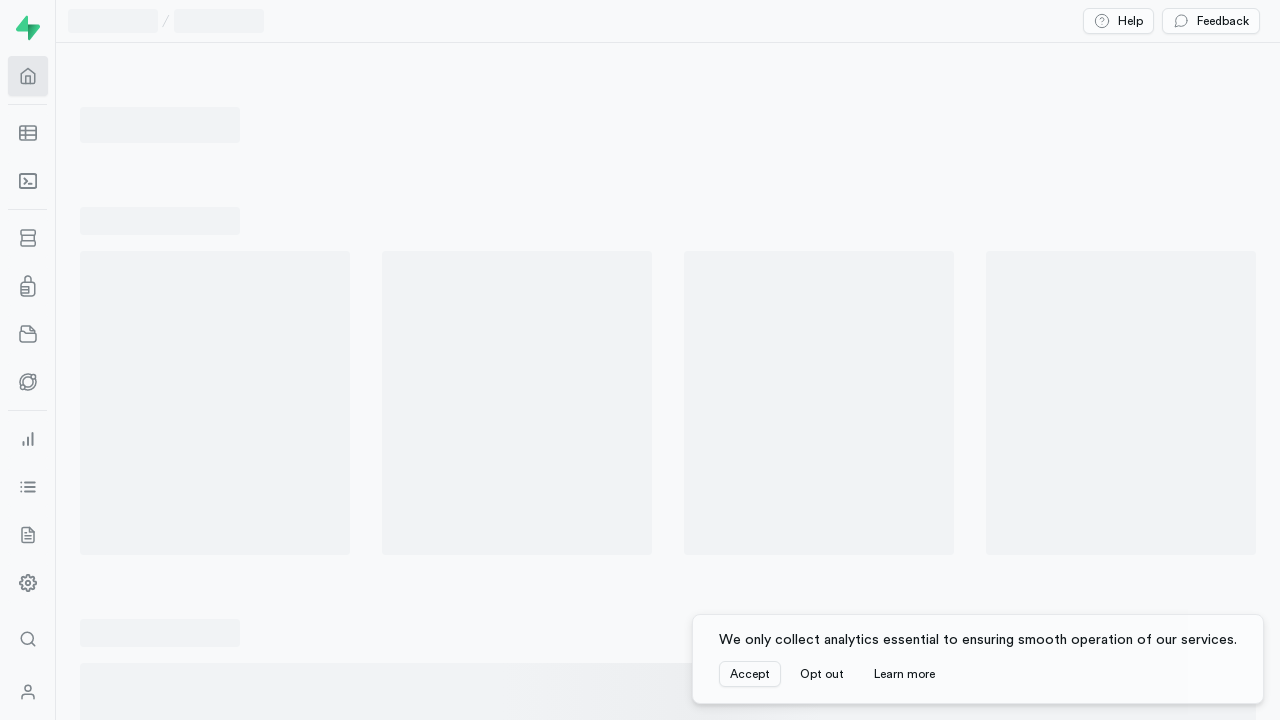 /
Help
Feedback
We only collect analytics essential to ensuring smooth operation of our services.
Accept
Opt out
Learn more